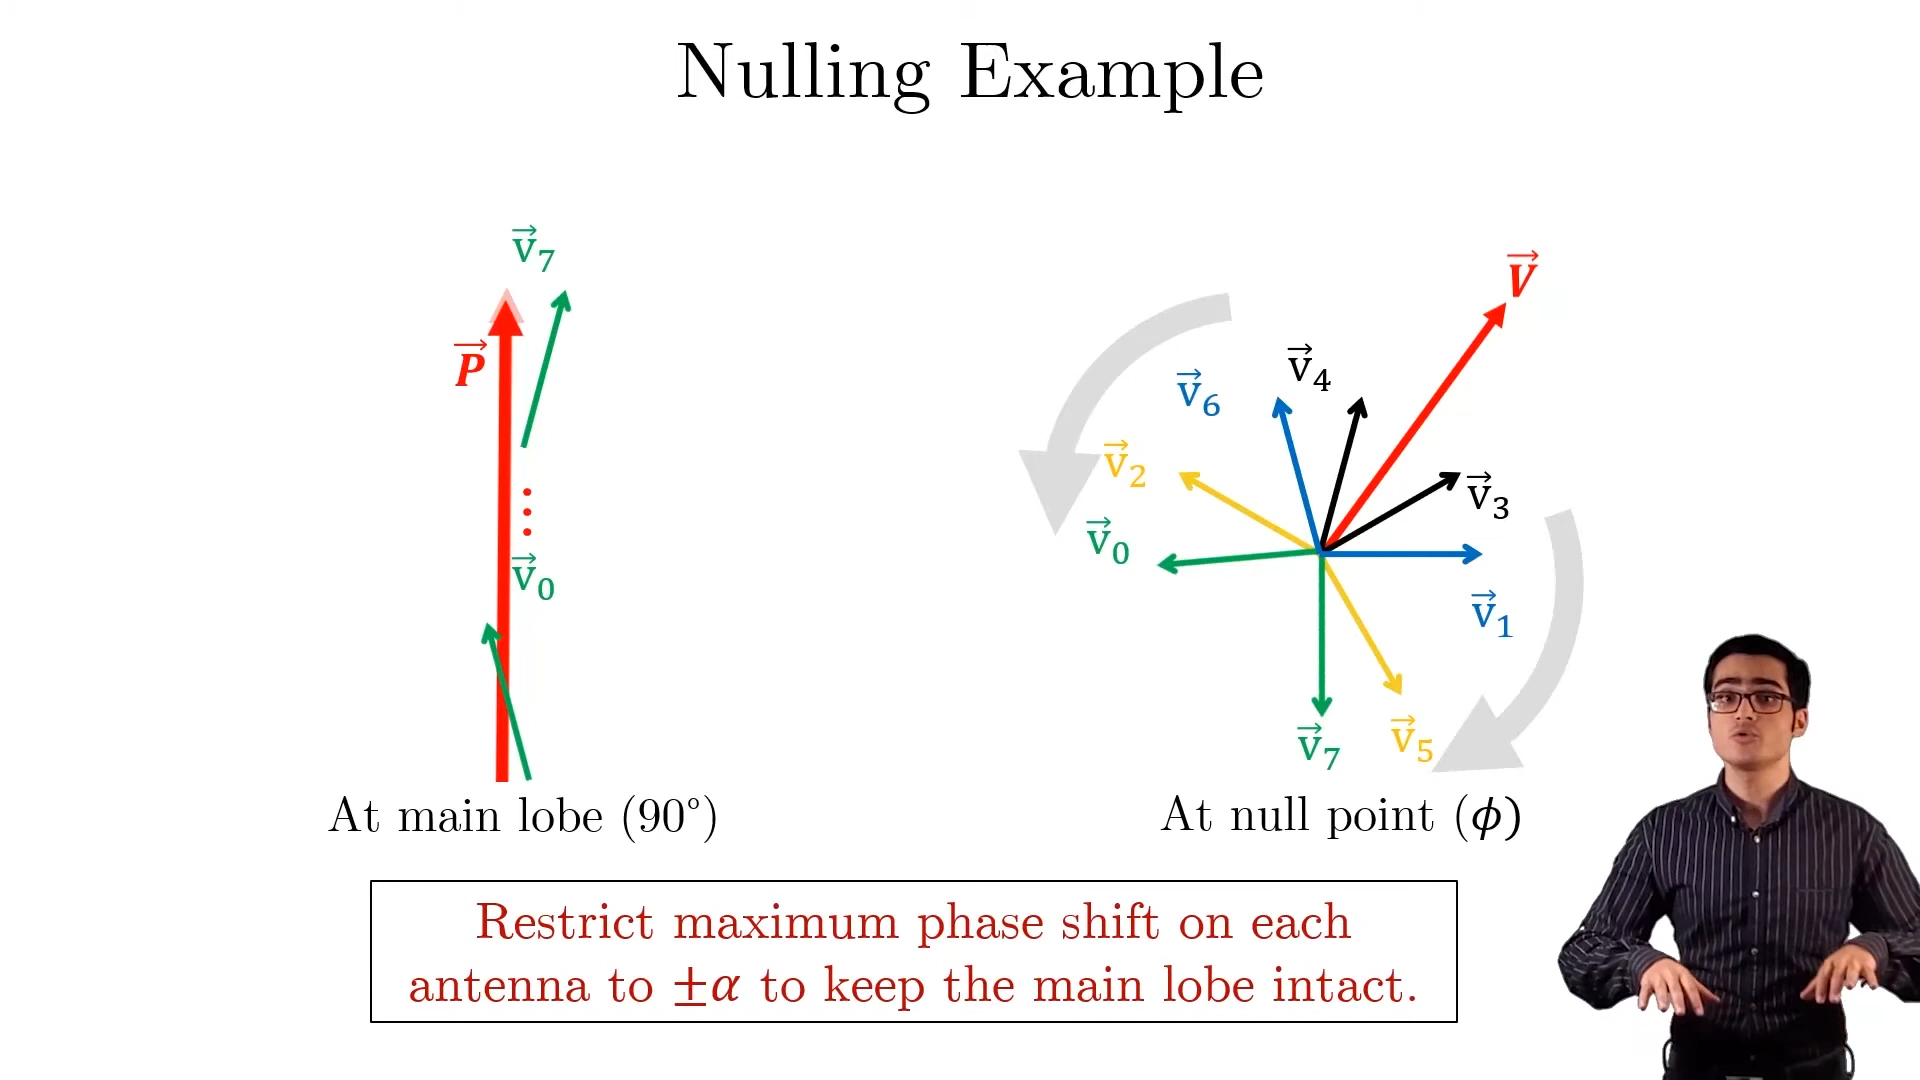 Nulling Example
v⃗₇
P⃗
v⃗₀
At main lobe (90°)
V⃗
v⃗₄
v⃗₆
v⃗₂
v⃗₃
v⃗₀
v⃗₁
v⃗₇
v⃗₅
At null point (ϕ)
Restrict maximum phase shift on each
antenna to ±α to keep the main lobe intact.